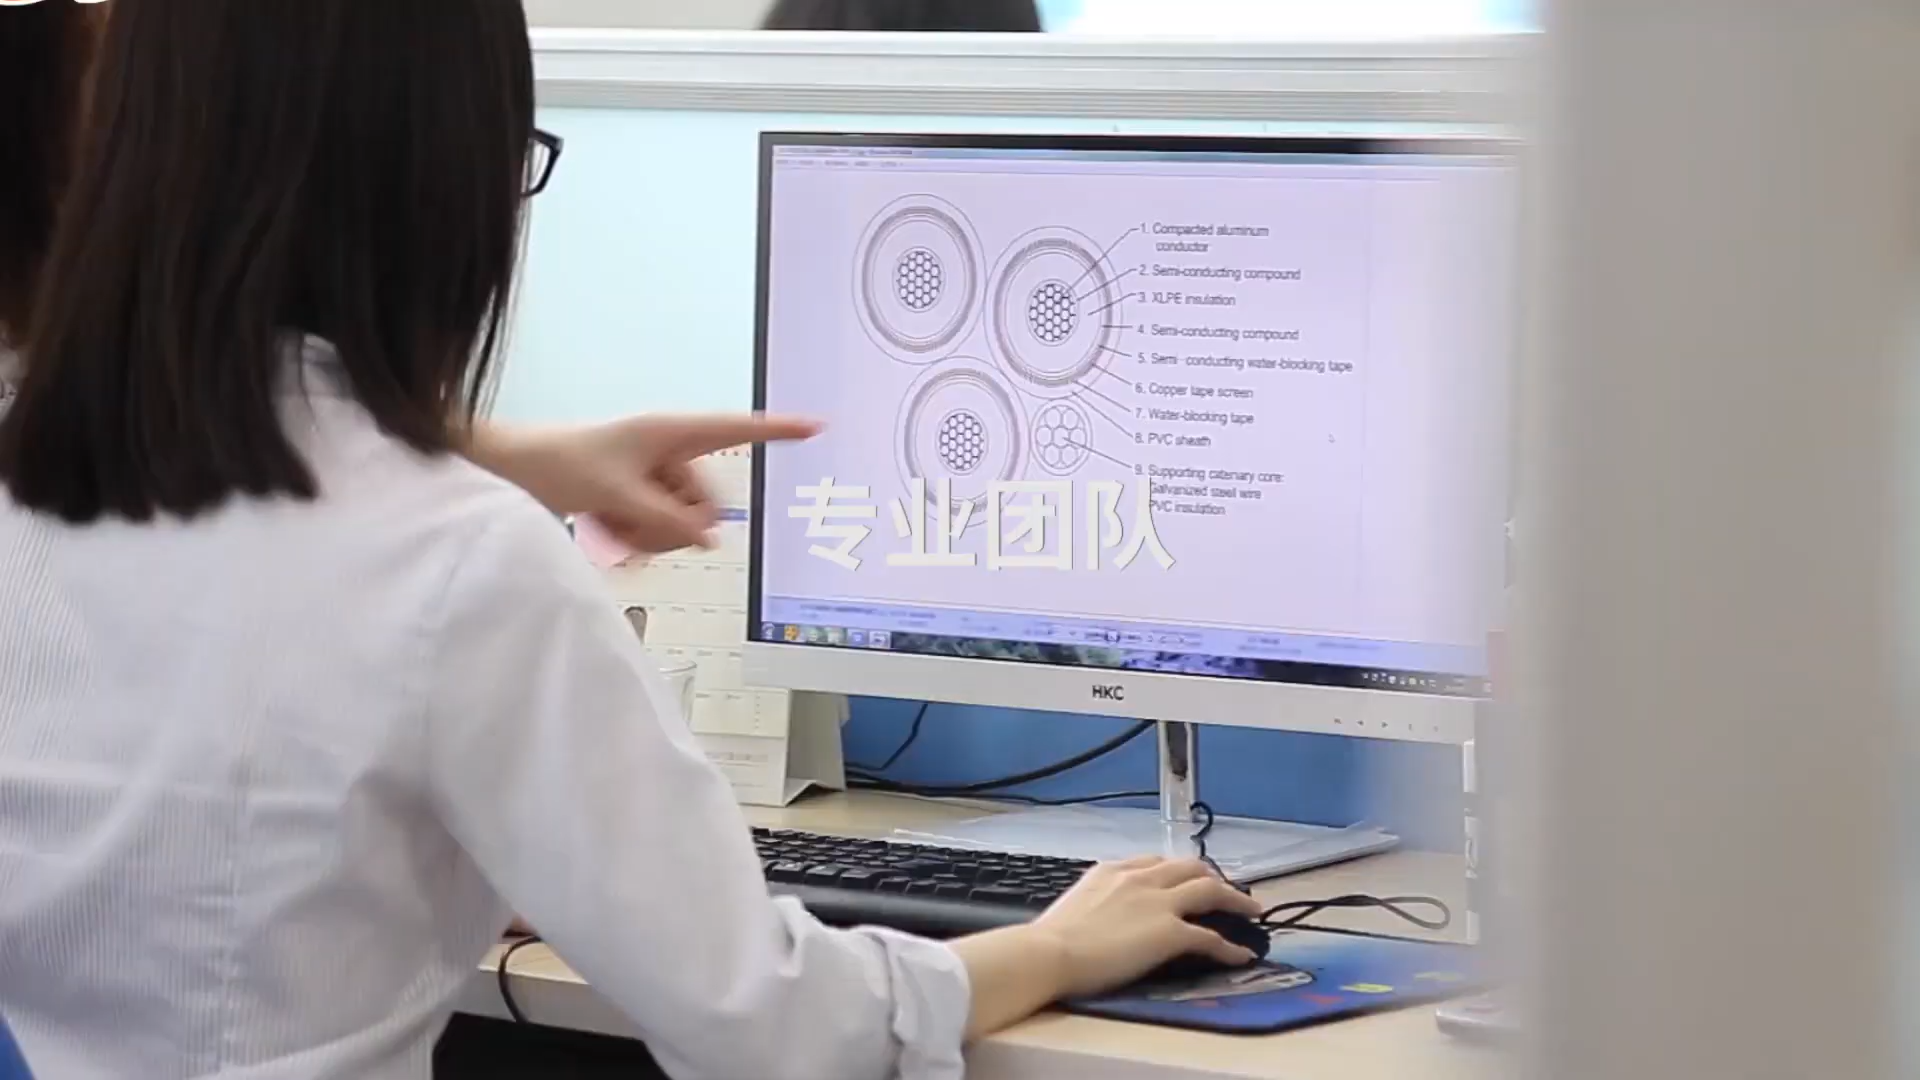 1. Compacted aluminum
conductor
2. Semi-conducting compound
3. XLPE insulation
4. Semi-conducting compound
5. Semi-conducting water-blocking tape
6. Copper tape screen
7. Water-blocking tape
8. PVC sheath
9. Supporting catenary core:
Galvanized steel wire
PVC insulation
专业团队
HKC